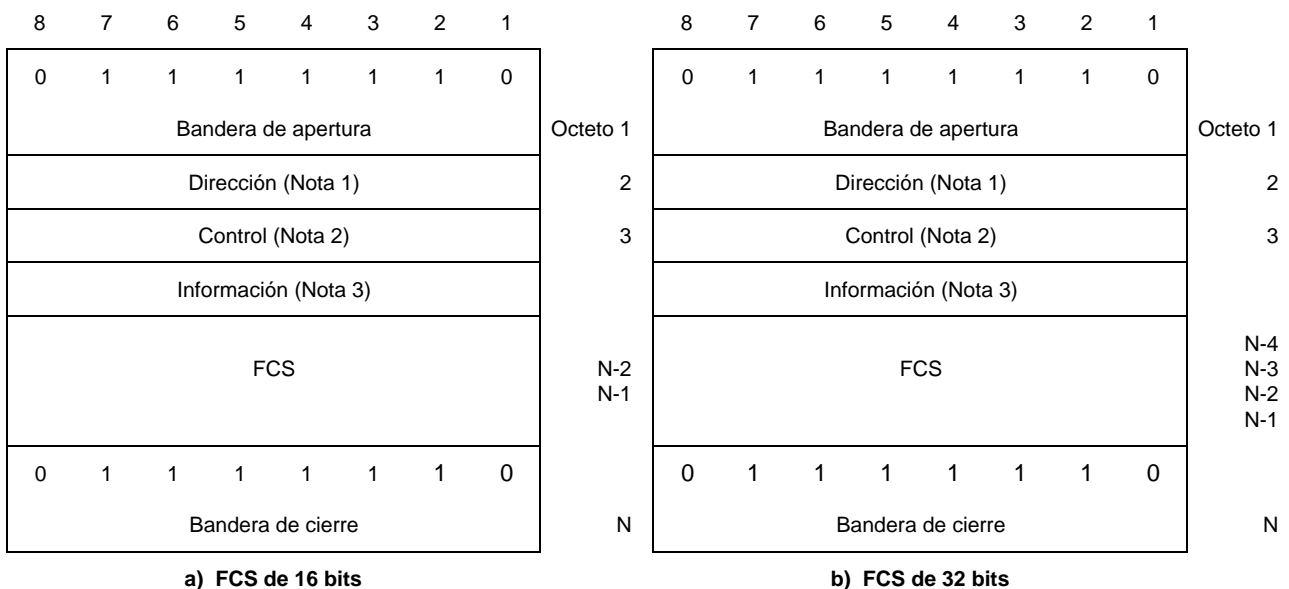 8 7 6 5 4 3 2 1
0 1 1 1 1 1 1 0
Bandera de apertura Octeto 1
Dirección (Nota 1) 2
Control (Nota 2) 3
Información (Nota 3)
FCS N-2
N-1
0 1 1 1 1 1 1 0
Bandera de cierre N
a) FCS de 16 bits
8 7 6 5 4 3 2 1
0 1 1 1 1 1 1 0
Bandera de apertura Octeto 1
Dirección (Nota 1) 2
Control (Nota 2) 3
Información (Nota 3)
N-4
FCS N-3
N-2
N-1
0 1 1 1 1 1 1 0
Bandera de cierre N
b) FCS de 32 bits